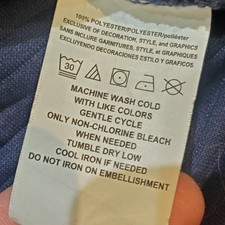 100% POLYESTER/POLYESTER/poliéster
EXCLUSIVE OF DECORATION, STYLE, and GRAPHICS
SANS INCLURE GARNITURES, STYLE, et GRAPHIQUES
EXCLUYENDO DECORACIONES ESTILO Y GRAFICO
30
MACHINE WASH COLD
WITH LIKE COLORS
GENTLE CYCLE
ONLY NON-CHLORINE BLEACH
WHEN NEEDED
TUMBLE DRY LOW
COOL IRON IF NEEDED
DO NOT IRON ON EMBELLISHMENT